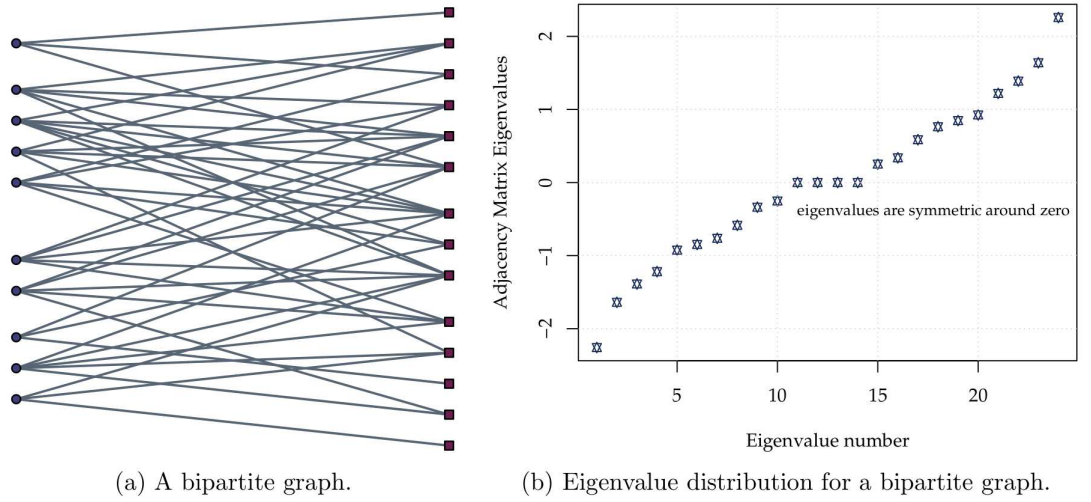 Adjacency Matrix Eigenvalues
2
1
0
−1
−2
eigenvalues are symmetric around zero
5 10 15 20
Eigenvalue number
(a) A bipartite graph.
(b) Eigenvalue distribution for a bipartite graph.